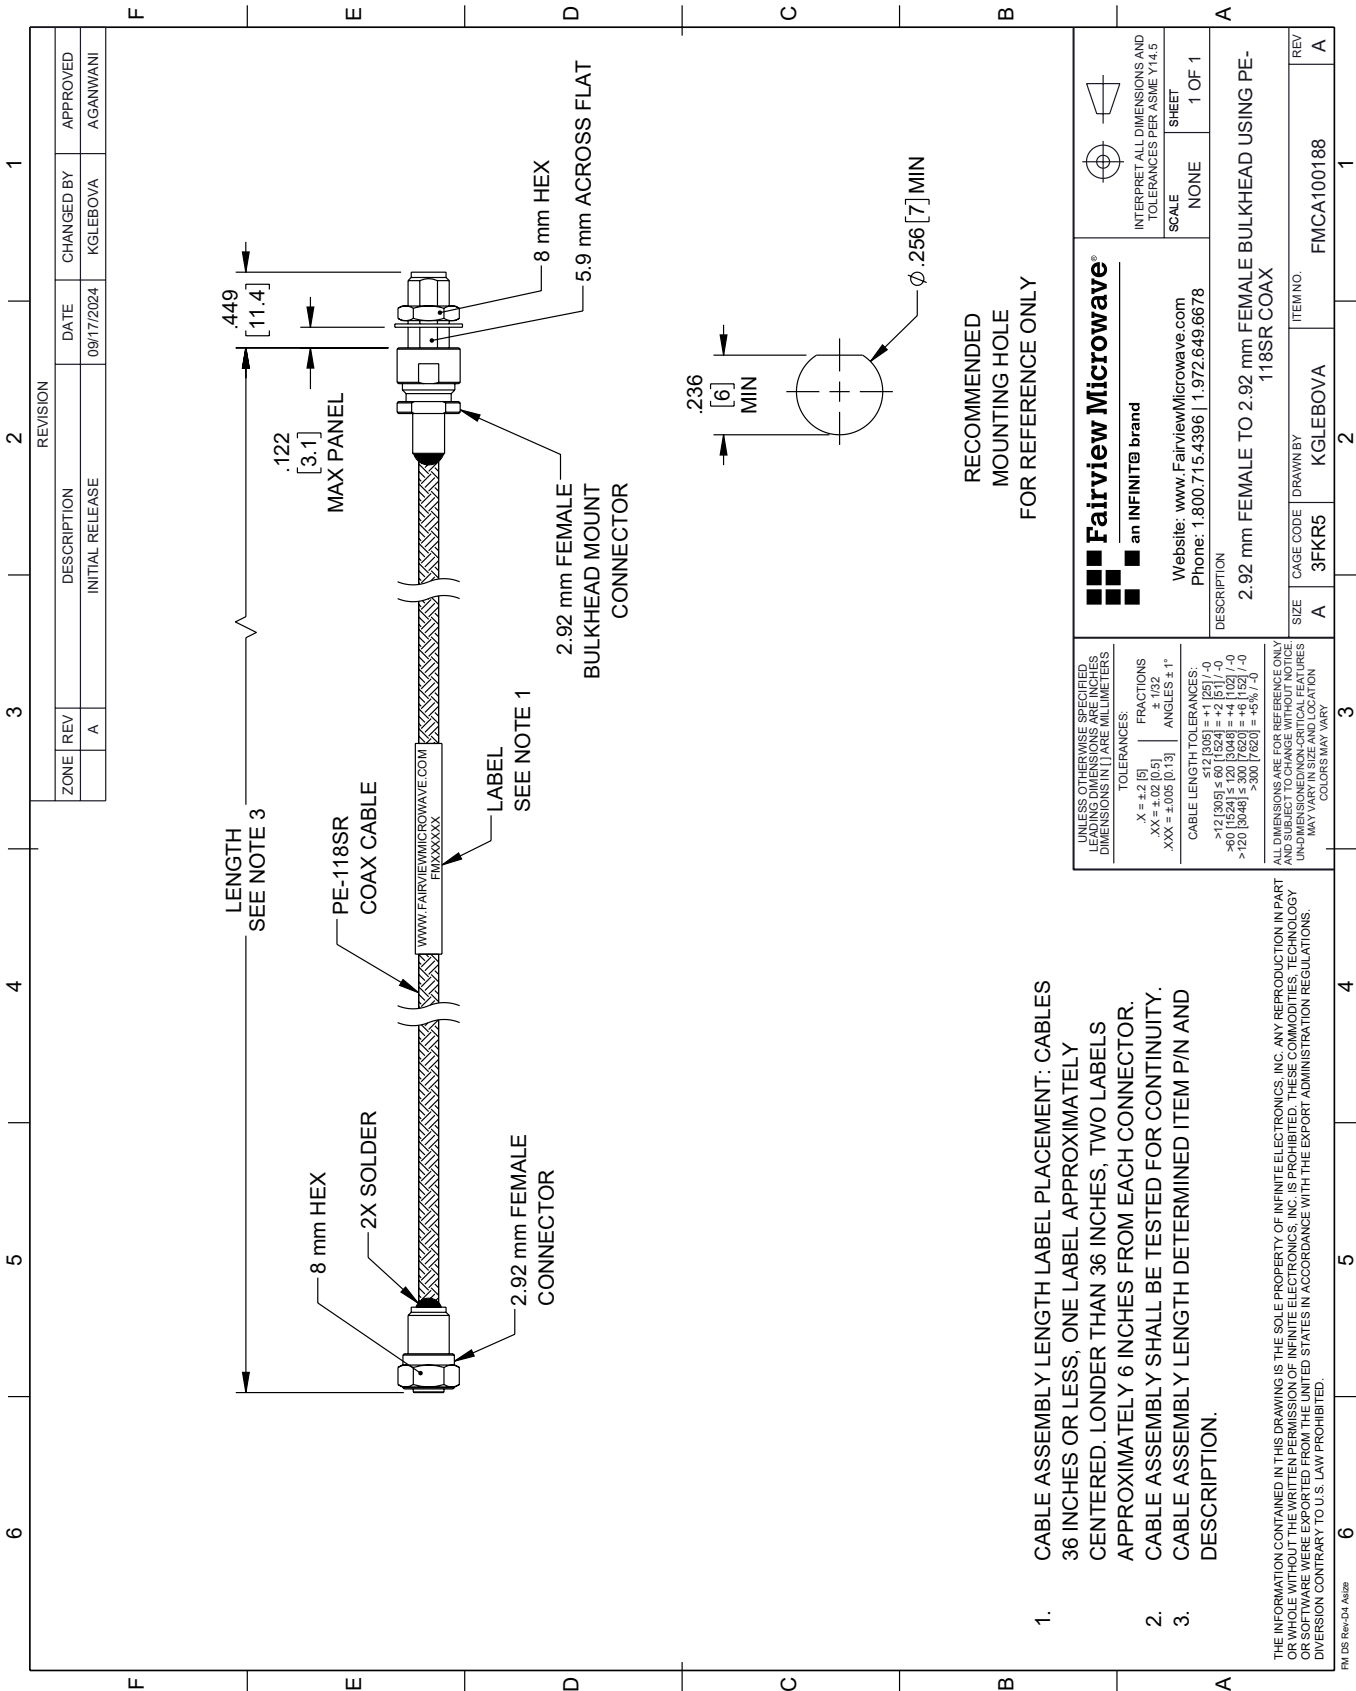 6
5
4
3
2
1
F
E
D
C
B
A
REVISION
ZONE
REV
DESCRIPTION
DATE
CHANGED BY
APPROVED
A
INITIAL RELEASE
09/17/2024
KGLEBOVA
AGANWANI
LENGTH
SEE NOTE 3
.449
[11.4]
.122
[3.1]
MAX PANEL
8 mm HEX
2X SOLDER
PE-118SR
COAX CABLE
WWW.FAIRVIEWMICROWAVE.COM
FMXXXXXX
8 mm HEX
5.9 mm ACROSS FLAT
2.92 mm FEMALE
CONNECTOR
LABEL
SEE NOTE 1
2.92 mm FEMALE
BULKHEAD MOUNT
CONNECTOR
.236
[6]
MIN
Ø.256 [7] MIN
RECOMMENDED
MOUNTING HOLE
FOR REFERENCE ONLY
1. CABLE ASSEMBLY LENGTH LABEL PLACEMENT: CABLES
36 INCHES OR LESS, ONE LABEL APPROXIMATELY
CENTERED. LONDER THAN 36 INCHES, TWO LABELS
APPROXIMATELY 6 INCHES FROM EACH CONNECTOR.
2. CABLE ASSEMBLY SHALL BE TESTED FOR CONTINUITY.
3. CABLE ASSEMBLY LENGTH DETERMINED ITEM P/N AND
DESCRIPTION.
THE INFORMATION CONTAINED IN THIS DRAWING IS THE SOLE PROPERTY OF INFINITE ELECTRONICS, INC. ANY REPRODUCTION IN PART
OR WHOLE WITHOUT THE WRITTEN PERMISSION OF INFINITE ELECTRONICS, INC. IS PROHIBITED. THESE COMMODITIES, TECHNOLOGY
OR SOFTWARE WERE EXPORTED FROM THE UNITED STATES IN ACCORDANCE WITH THE EXPORT ADMINISTRATION REGULATIONS.
DIVERSION CONTRARY TO U.S. LAW PROHIBITED.
UNLESS OTHERWISE SPECIFIED
LEADING DIMENSIONS ARE INCHES
DIMENSIONS IN [ ] ARE MILLIMETERS
TOLERANCES:
.X = ±.2 [5]
.XX = ±.02 [0.5]
.XXX = ±.005 [0.13]
FRACTIONS
± 1/32
ANGLES ± 1°
CABLE LENGTH TOLERANCES:
≤12 [305] = +1 [25] / -0
>12 [305] ≤ 60 [1524] = +2 [51] / -0
>60 [1524] ≤ 120 [3048] = +4 [102] / -0
>120 [3048] ≤ 300 [7620] = +6 [152] / -0
>300 [7620] = +5% / -0
ALL DIMENSIONS ARE FOR REFERENCE ONLY
AND SUBJECT TO CHANGE WITHOUT NOTICE.
UN-DIMENSIONED/NON-CRITICAL FEATURES
MAY VARY IN SIZE AND LOCATION
COLORS MAY VARY
Fairview Microwave®
an INFINITE brand
Website: www.FairviewMicrowave.com
Phone: 1.800.715.4396 | 1.972.649.6678
INTERPRET ALL DIMENSIONS AND
TOLERANCES PER ASME Y14.5
SCALE
NONE
SHEET
1 OF 1
DESCRIPTION
2.92 mm FEMALE TO 2.92 mm FEMALE BULKHEAD USING PE-
118SR COAX
SIZE
A
CAGE CODE
3FKR5
DRAWN BY
KGLEBOVA
ITEM NO.
FMCA100188
REV
A
F
E
D
C
B
A
6
5
4
3
2
1
FM DS Rev-D4 Asize